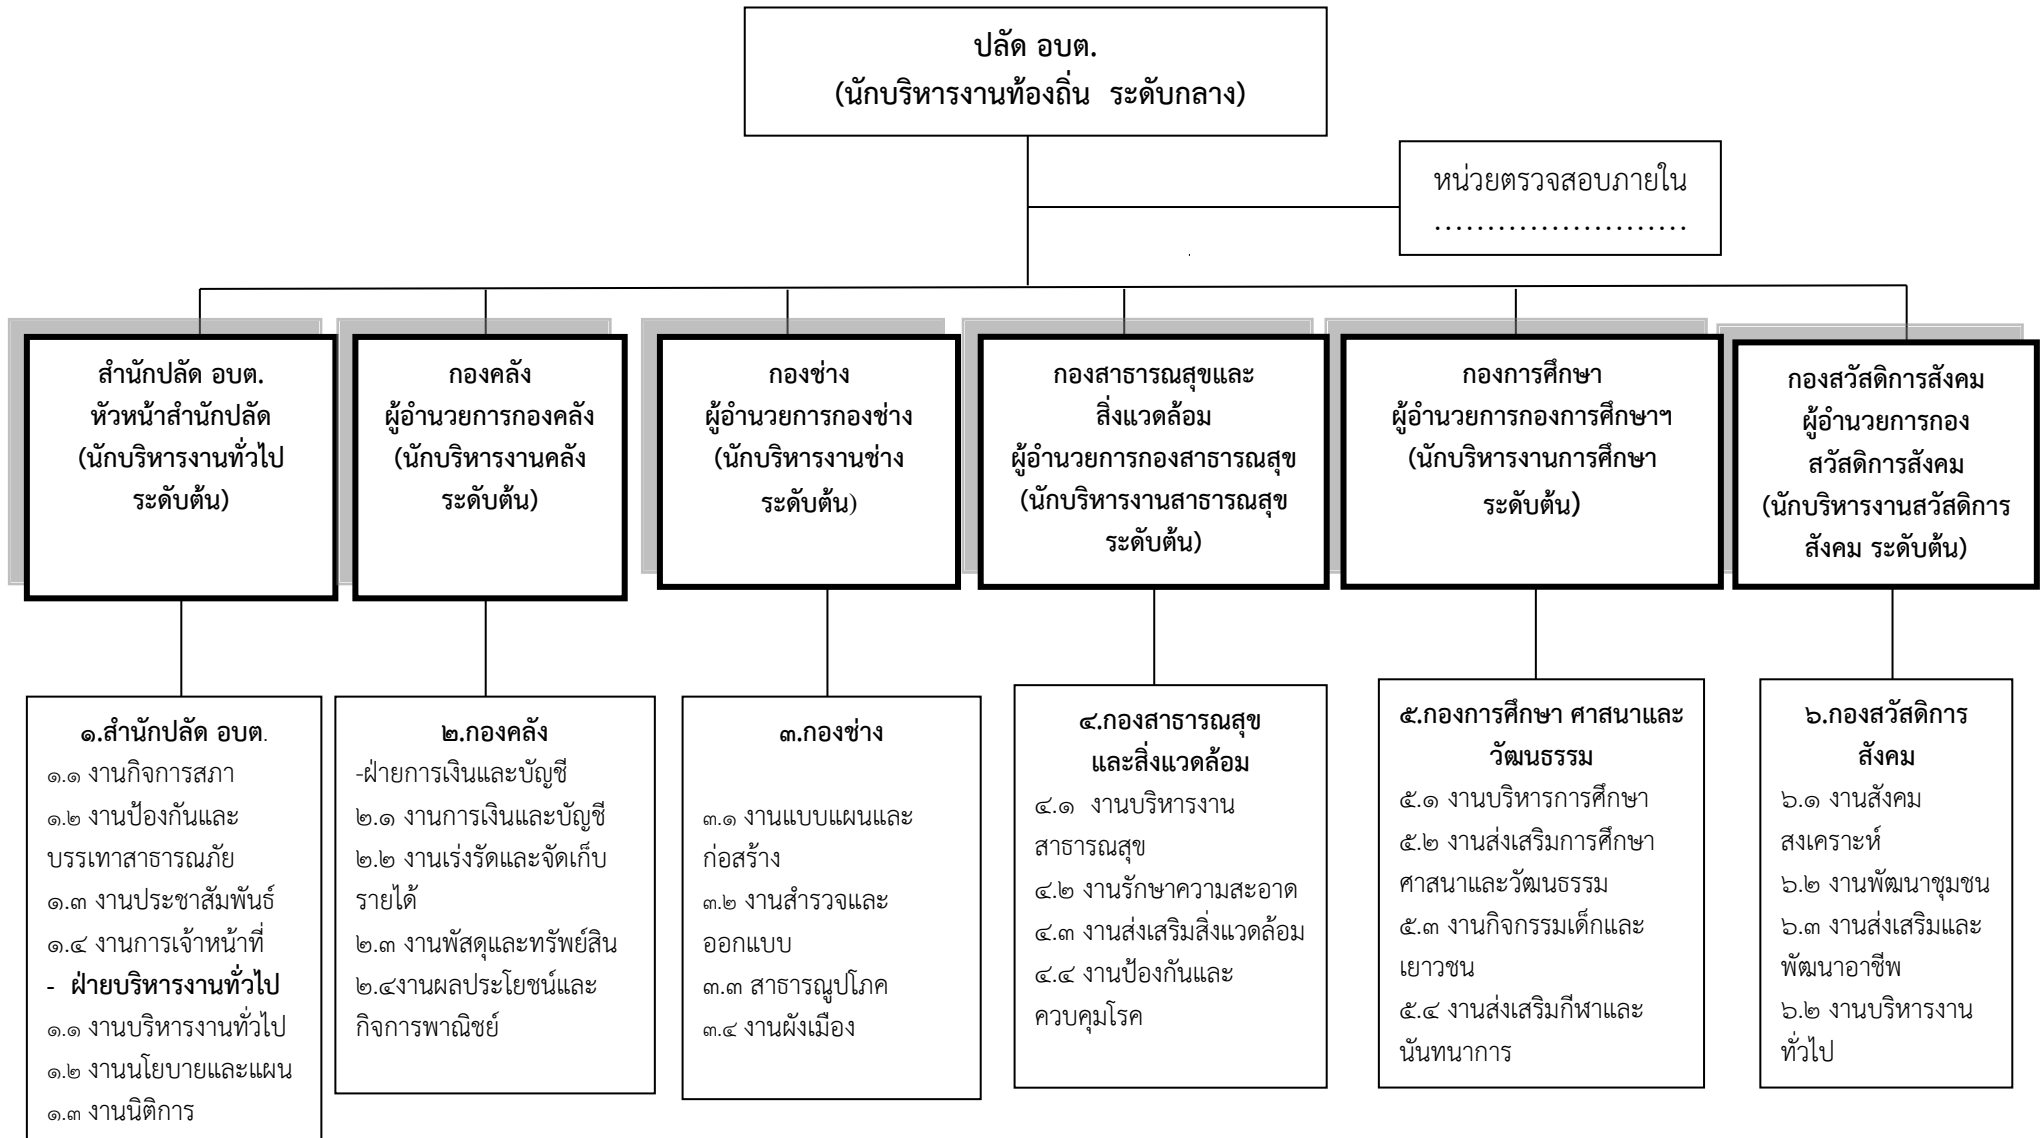 ปลัด อบต.
(นักบริหารงานท้องถิ่น ระดับกลาง)
หน่วยตรวจสอบภายใน
........................
สำนักปลัด อบต.
หัวหน้าสำนักปลัด
(นักบริหารงานทั่วไป
ระดับต้น)
กองคลัง
ผู้อำนวยการกองคลัง
(นักบริหารงานคลัง
ระดับต้น)
กองช่าง
ผู้อำนวยการกองช่าง
(นักบริหารงานช่าง
ระดับต้น)
กองสาธารณสุขและ
สิ่งแวดล้อม
ผู้อำนวยการกองสาธารณสุข
(นักบริหารงานสาธารณสุข
ระดับต้น)
กองการศึกษา
ผู้อำนวยการกองการศึกษาฯ
(นักบริหารงานการศึกษา
ระดับต้น)
กองสวัสดิการสังคม
ผู้อำนวยการกอง
สวัสดิการสังคม
(นักบริหารงานสวัสดิการ
สังคม ระดับต้น)
๑.สำนักปลัด อบต.
๑.๑ งานกิจการสภา
๑.๒ งานป้องกันและ
บรรเทาสาธารณภัย
๑.๓ งานประชาสัมพันธ์
๑.๔ งานการเจ้าหน้าที่
- ฝ่ายบริหารงานทั่วไป
๑.๑ งานบริหารงานทั่วไป
๑.๒ งานนโยบายและแผน
๑.๓ งานนิติการ
๒.กองคลัง
-ฝ่ายการเงินและบัญชี
๒.๑ งานการเงินและบัญชี
๒.๒ งานเร่งรัดและจัดเก็บ
รายได้
๒.๓ งานพัสดุและทรัพย์สิน
๒.๔งานผลประโยชน์และ
กิจการพาณิชย์
๓.กองช่าง
๓.๑ งานแบบแผนและ
ก่อสร้าง
๓.๒ งานสำรวจและ
ออกแบบ
๓.๓ สาธารณูปโภค
๓.๔ งานผังเมือง
๔.กองสาธารณสุข
และสิ่งแวดล้อม
๔.๑ งานบริหารงาน
สาธารณสุข
๔.๒ งานรักษาความสะอาด
๔.๓ งานส่งเสริมสิ่งแวดล้อม
๔.๔ งานป้องกันและ
ควบคุมโรค
๕.กองการศึกษา ศาสนาและ
วัฒนธรรม
๕.๑ งานบริหารการศึกษา
๕.๒ งานส่งเสริมการศึกษา
ศาสนาและวัฒนธรรม
๕.๓ งานกิจกรรมเด็กและ
เยาวชน
๕.๔ งานส่งเสริมกีฬาและ
นันทนาการ
๖.กองสวัสดิการ
สังคม
๖.๑ งานสังคม
สงเคราะห์
๖.๒ งานพัฒนาชุมชน
๖.๓ งานส่งเสริมและ
พัฒนาอาชีพ
๖.๒ งานบริหารงาน
ทั่วไป